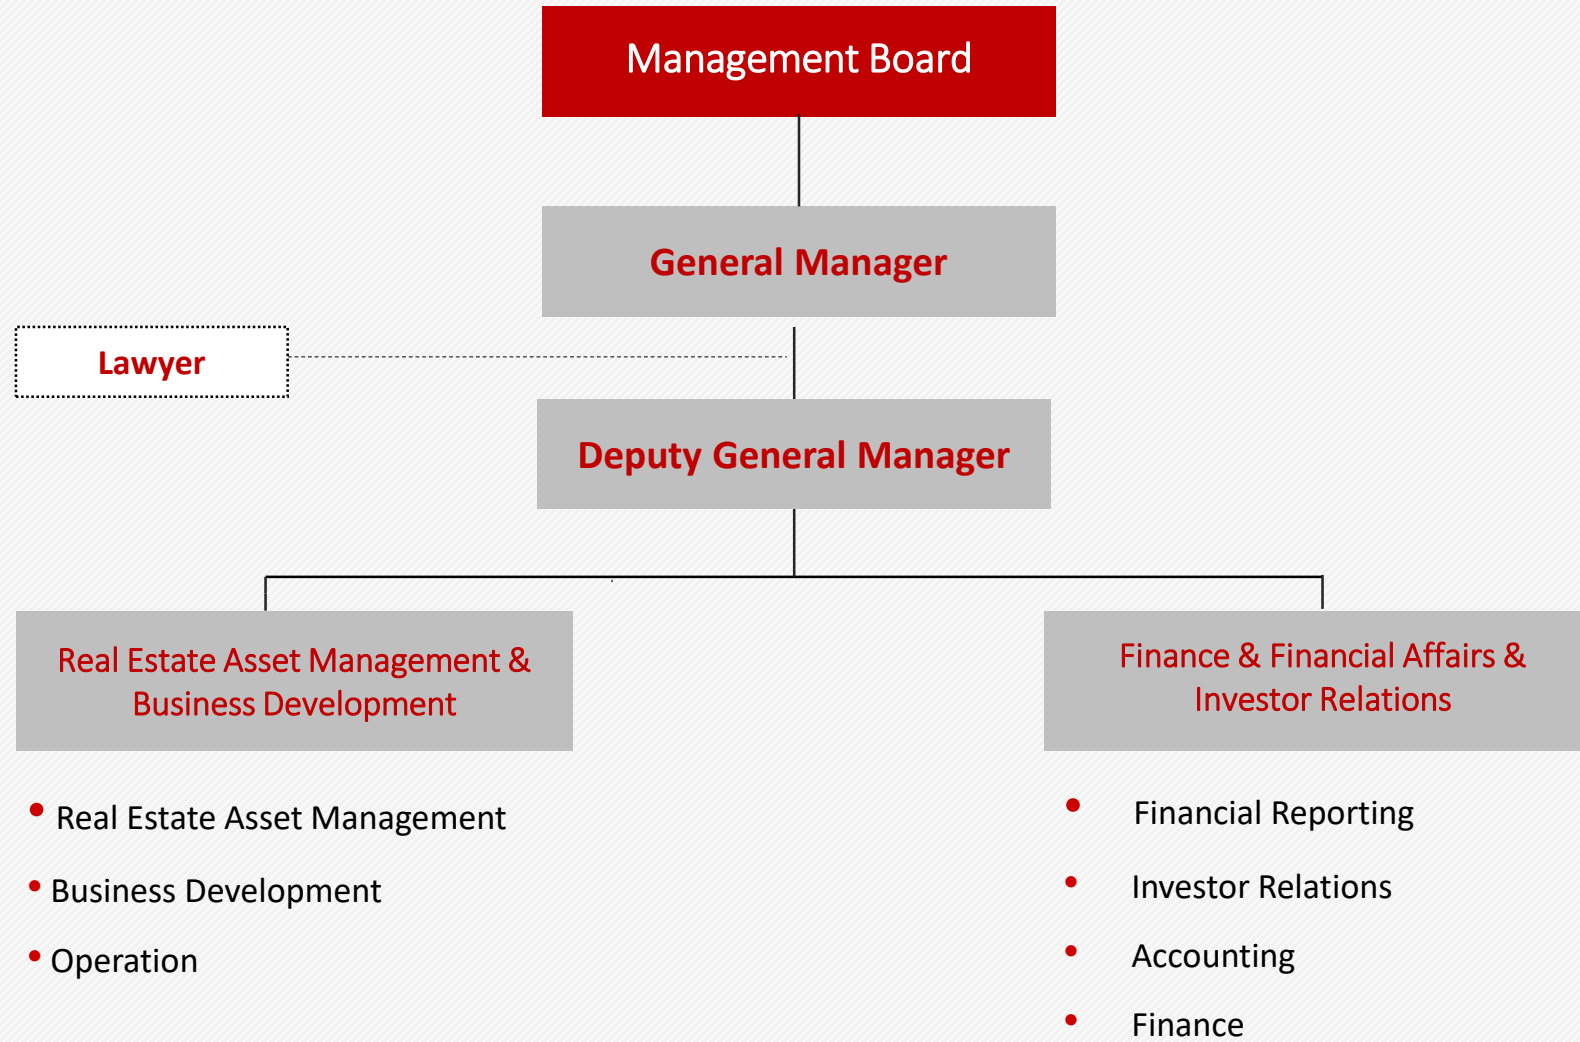 Management Board
General Manager
Lawyer
Deputy General Manager
Real Estate Asset Management &
Business Development
Finance & Financial Affairs &
Investor Relations
• Real Estate Asset Management
• Business Development
• Operation
• Financial Reporting
• Investor Relations
• Accounting
• Finance